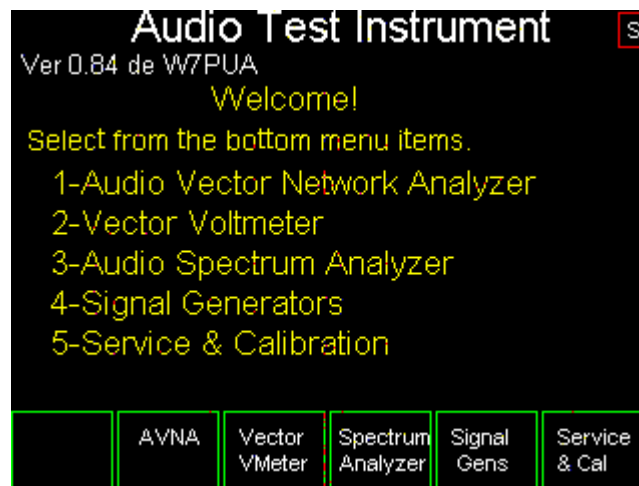 Audio Test Instrument
S
Ver 0.84 de W7PUA
Welcome!
Select from the bottom menu items.
1-Audio Vector Network Analyzer
2-Vector Voltmeter
3-Audio Spectrum Analyzer
4-Signal Generators
5-Service & Calibration
AVNA
Vector VMeter
Spectrum Analyzer
Signal Gens
Service & Cal